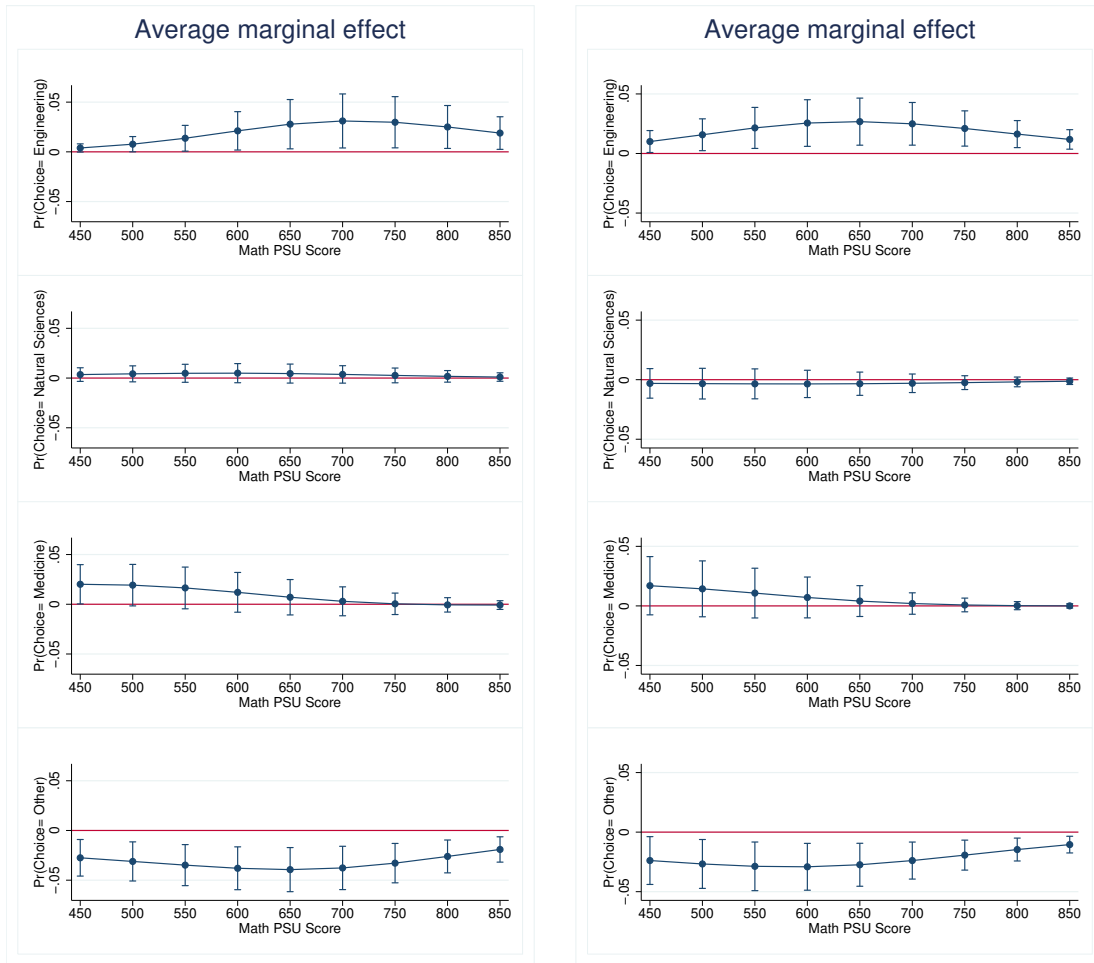 Average marginal effect
Pr(Choice= Engineering)
.05
0
-.05
450 500 550 600 650 700 750 800 850
Math PSU Score
Pr(Choice= Natural Sciences)
.05
0
-.05
450 500 550 600 650 700 750 800 850
Math PSU Score
Pr(Choice= Medicine)
.05
0
-.05
450 500 550 600 650 700 750 800 850
Math PSU Score
Pr(Choice= Other)
.05
0
-.05
450 500 550 600 650 700 750 800 850
Math PSU Score
Average marginal effect
Pr(Choice= Engineering)
.05
0
-.05
450 500 550 600 650 700 750 800 850
Math PSU Score
Pr(Choice= Natural Sciences)
.05
0
-.05
450 500 550 600 650 700 750 800 850
Math PSU Score
Pr(Choice= Medicine)
.05
0
-.05
450 500 550 600 650 700 750 800 850
Math PSU Score
Pr(Choice= Other)
.05
0
-.05
450 500 550 600 650 700 750 800 850
Math PSU Score